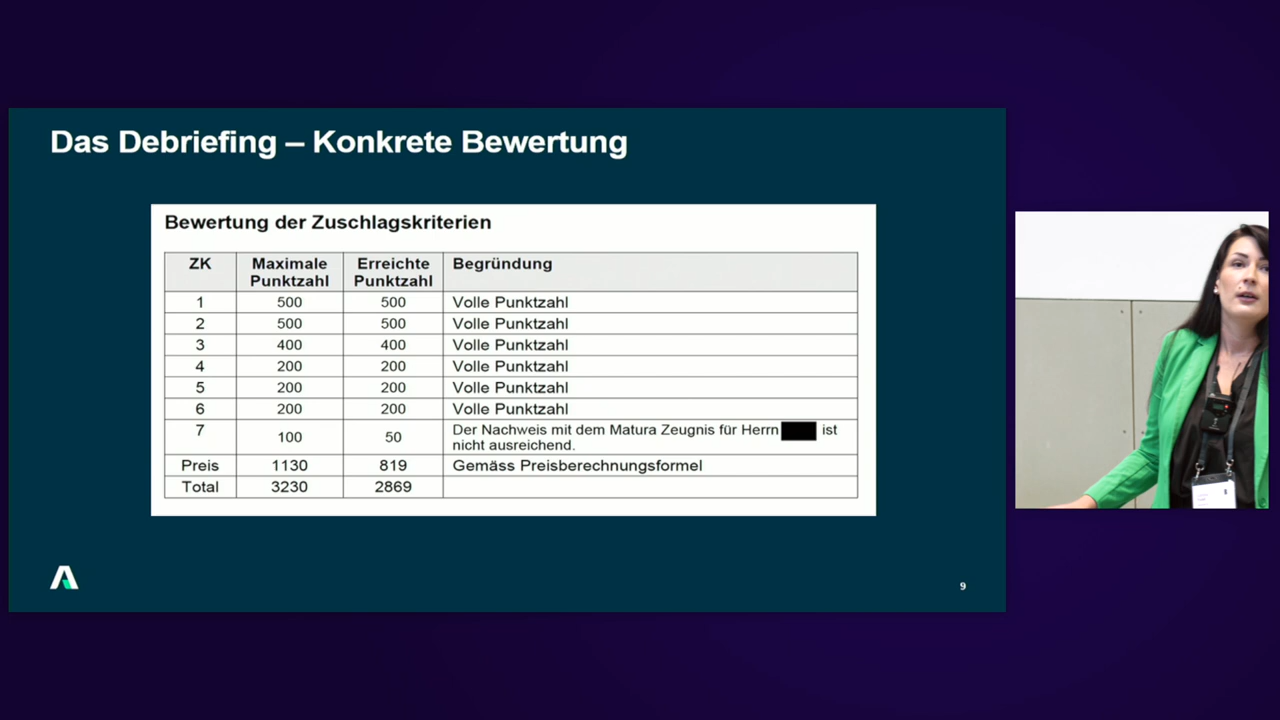 Das Debriefing – Konkrete Bewertung
Bewertung der Zuschlagskriterien
ZK Maximale Punktzahl Erreichte Punktzahl Begründung
1 500 500 Volle Punktzahl
2 500 500 Volle Punktzahl
3 400 400 Volle Punktzahl
4 200 200 Volle Punktzahl
5 200 200 Volle Punktzahl
6 200 200 Volle Punktzahl
7 100 50 Der Nachweis mit dem Matura Zeugnis für Herrn ist
nicht ausreichend.
Preis 1130 819 Gemäss Preisberechnungsformel
Total 3230 2869
9